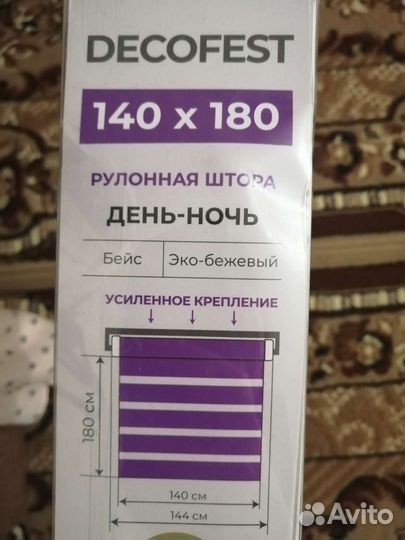 DECOFEST
140 x 180
РУЛОННАЯ ШТОРА
ДЕНЬ-НОЧЬ
Бейс Эко-бежевый
УСИЛЕННОЕ КРЕПЛЕНИЕ
180 см
140 см
144 см
Avito